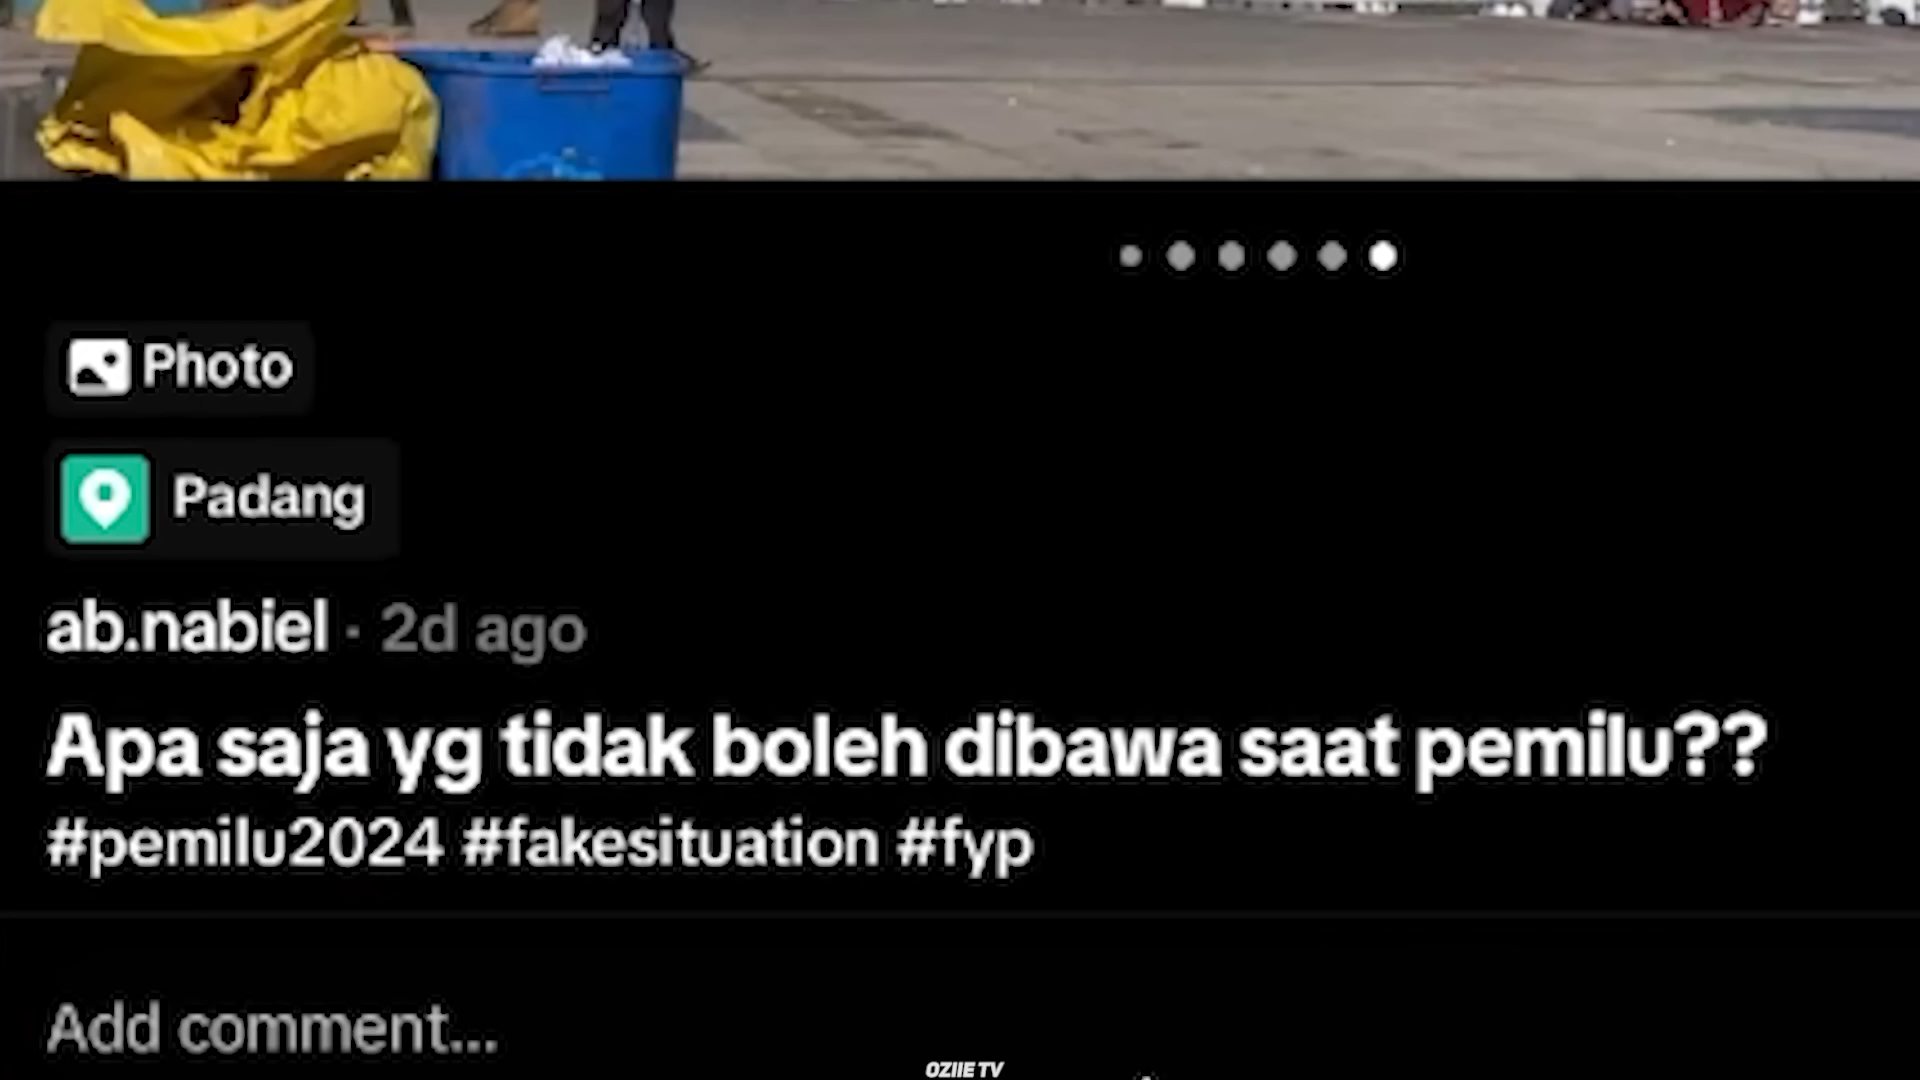 Photo
Padang
ab.nabiel · 2d ago
Apa saja yg tidak boleh dibawa saat pemilu??
#pemilu2024 #fakesituation #fyp
Add comment...
OZIIE TV